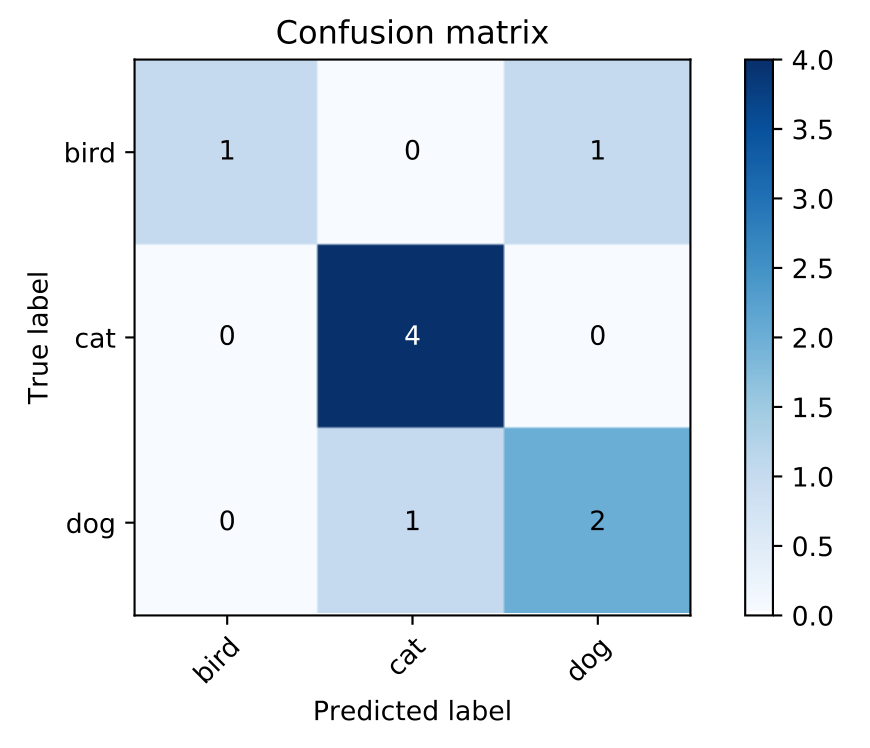 Confusion matrix
bird 1 0 1
cat 0 4 0
dog 0 1 2
True label
bird cat dog
Predicted label
4.0
3.5
3.0
2.5
2.0
1.5
1.0
0.5
0.0